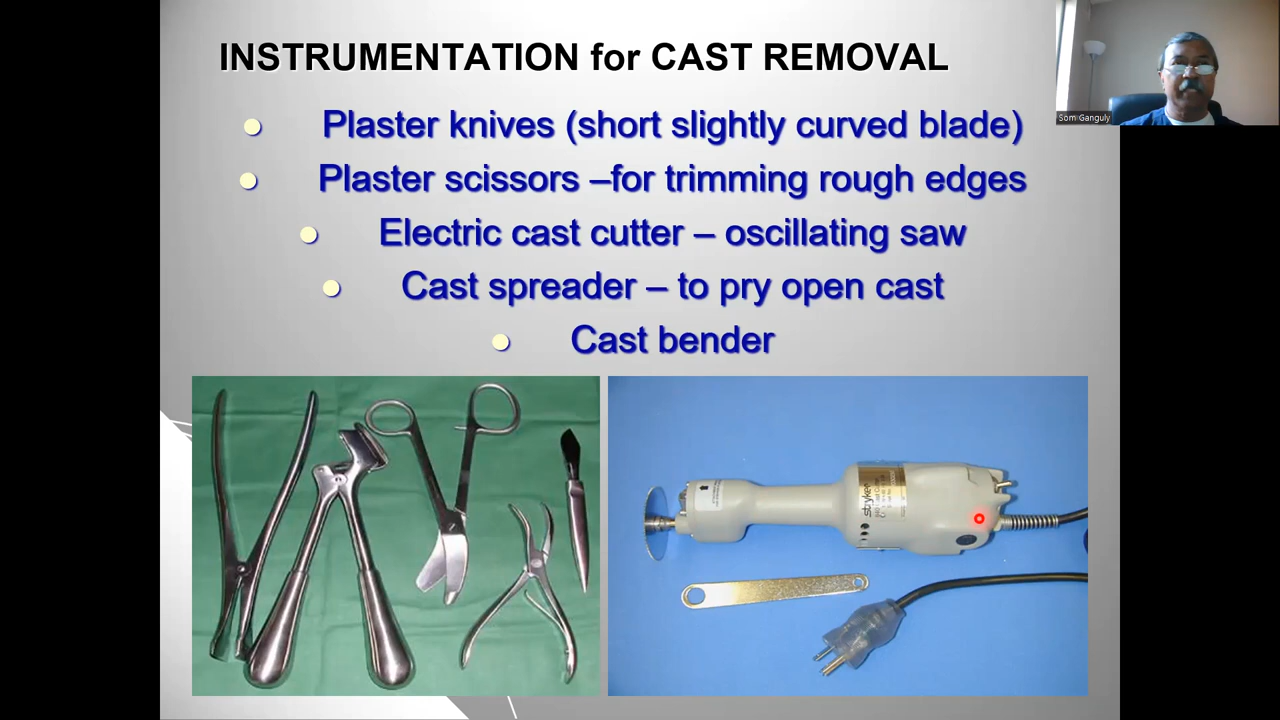 INSTRUMENTATION for CAST REMOVAL
Som Ganguly
Plaster knives (short slightly curved blade)
Plaster scissors –for trimming rough edges
Electric cast cutter – oscillating saw
Cast spreader – to pry open cast
Cast bender
stryker